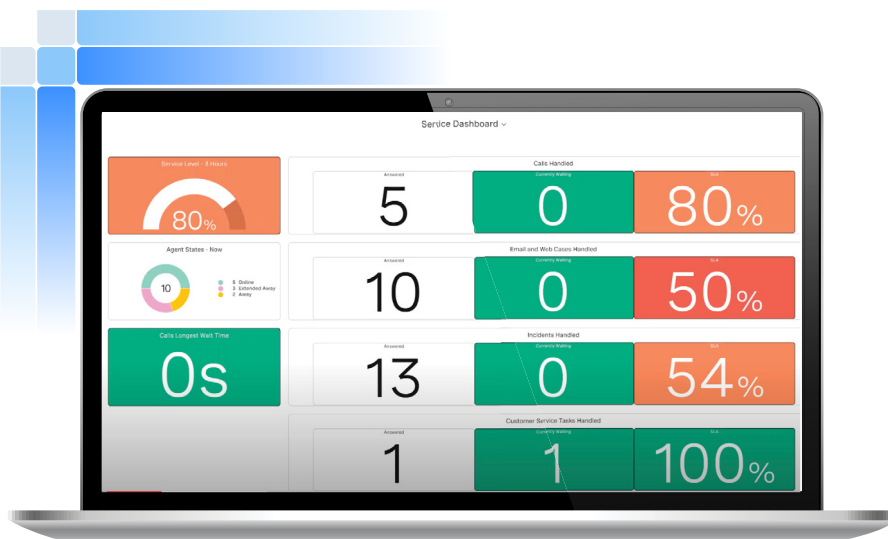 Service Dashboard
Service Level - 8 Hours
80%
Agent States - Now
10
5 Online
3 Extended Away
2 Away
Calls Longest Wait Time
0s
Calls Handled
Answered
5
Currently Waiting
0
SLA
80%
Email and Web Cases Handled
Answered
10
Currently Waiting
0
SLA
50%
Incidents Handled
Answered
13
Currently Waiting
0
SLA
54%
Customer Service Tasks Handled
Answered
1
Currently Waiting
1
SLA
100%